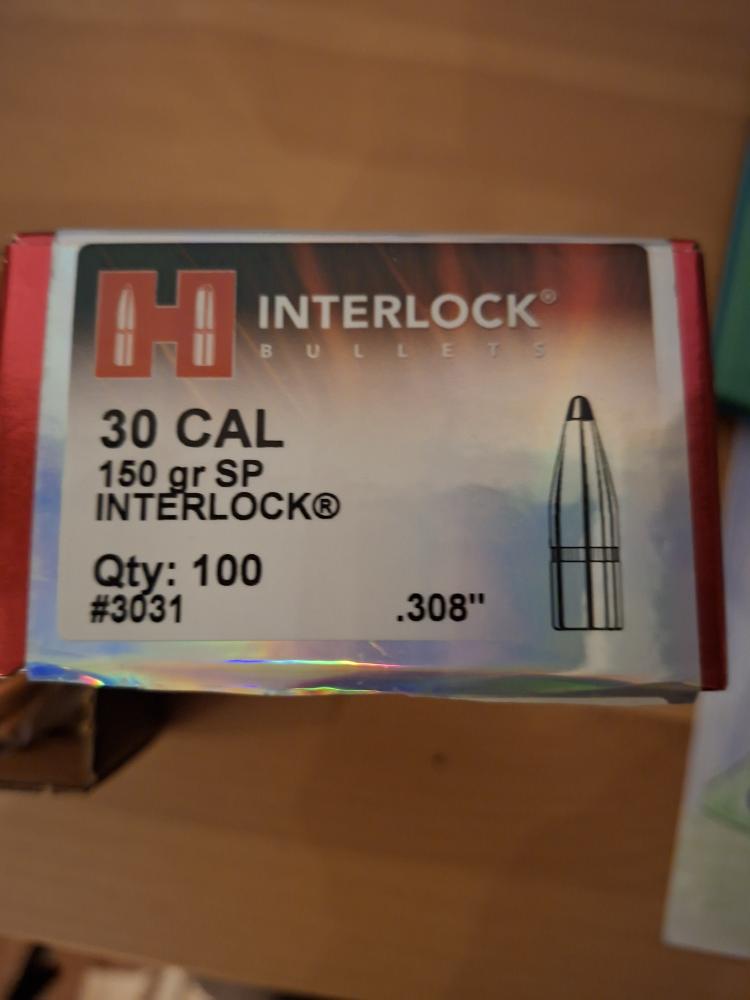 H INTERLOCK®
BULLETS
30 CAL
150 gr SP
INTERLOCK®
Qty: 100
#3031 .308"